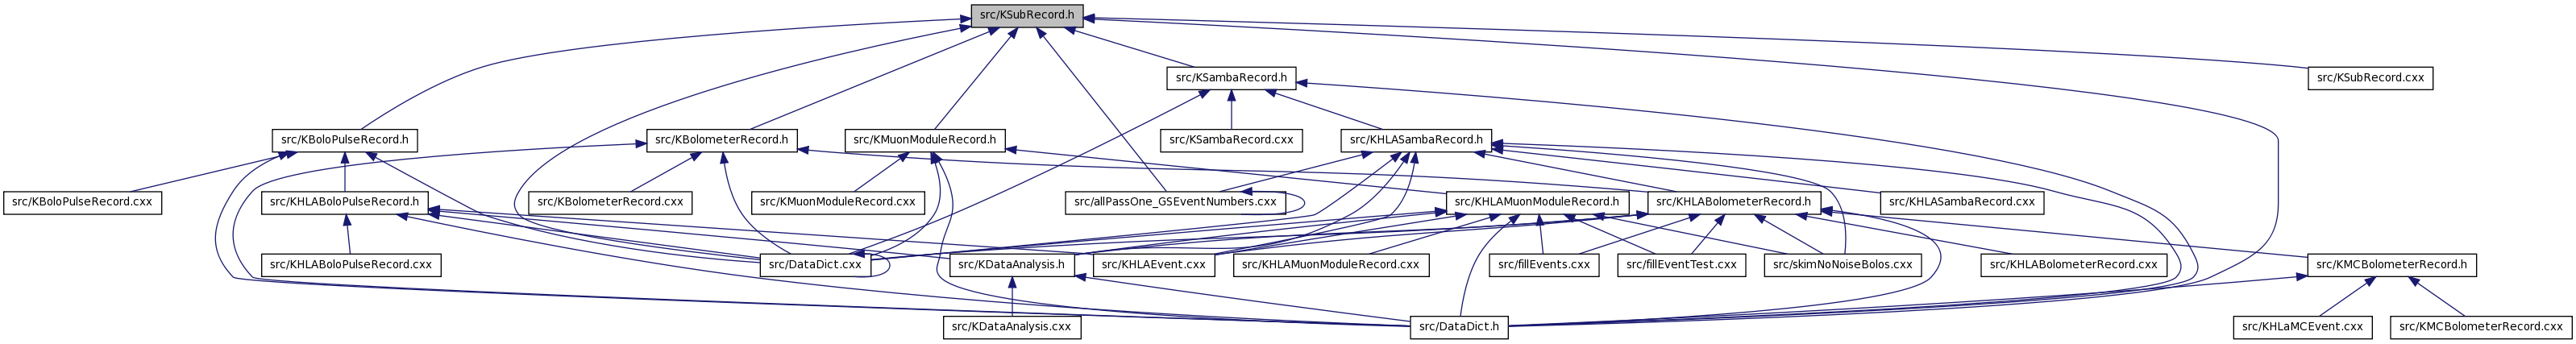 src/KSubRecord.h
src/KSambaRecord.h
src/KSubRecord.cxx
src/KBoloPulseRecord.h
src/KBolometerRecord.h
src/KMuonModuleRecord.h
src/KSambaRecord.cxx
src/KHLASambaRecord.h
src/KBoloPulseRecord.cxx
src/KHLABoloPulseRecord.h
src/KBolometerRecord.cxx
src/KMuonModuleRecord.cxx
src/allPassOne_GSEventNumbers.cxx
src/KHLAMuonModuleRecord.h
src/KHLABolometerRecord.h
src/KHLASambaRecord.cxx
src/KHLABoloPulseRecord.cxx
src/DataDict.cxx
src/KDataAnalysis.h
src/KHLAEvent.cxx
src/KHLAMuonModuleRecord.cxx
src/fillEvents.cxx
src/fillEventTest.cxx
src/skimNoNoiseBolos.cxx
src/KHLABolometerRecord.cxx
src/KMCBolometerRecord.h
src/KDataAnalysis.cxx
src/DataDict.h
src/KHLaMCEvent.cxx
src/KMCBolometerRecord.cxx